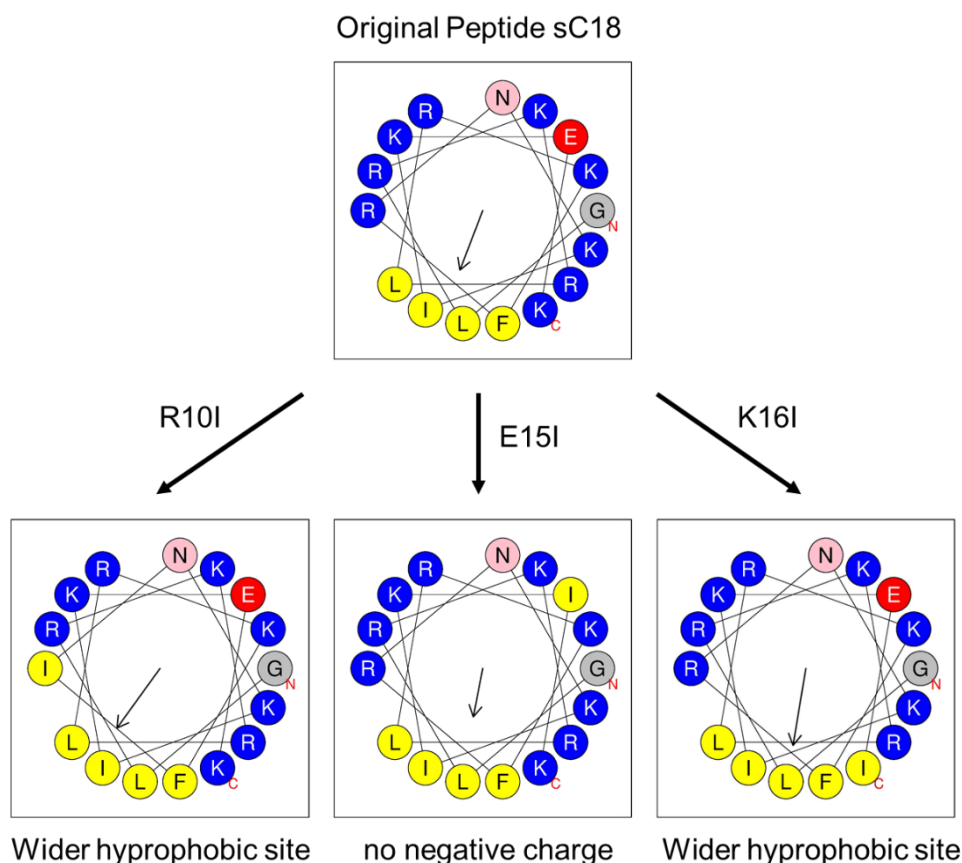 Original Peptide sC18
N
R K
K E
R K
R G
N
K
L R
I K
L F
C
R10I
E15I
K16I
N
R K
K E
R K
I G
N
K
L R
I K
L F
C
Wider hyprophobic site
N
R K
K I
R K
R G
N
K
L R
I K
L F
C
no negative charge
N
R K
K E
R K
R G
N
K
L R
I I
L F
C
Wider hyprophobic site